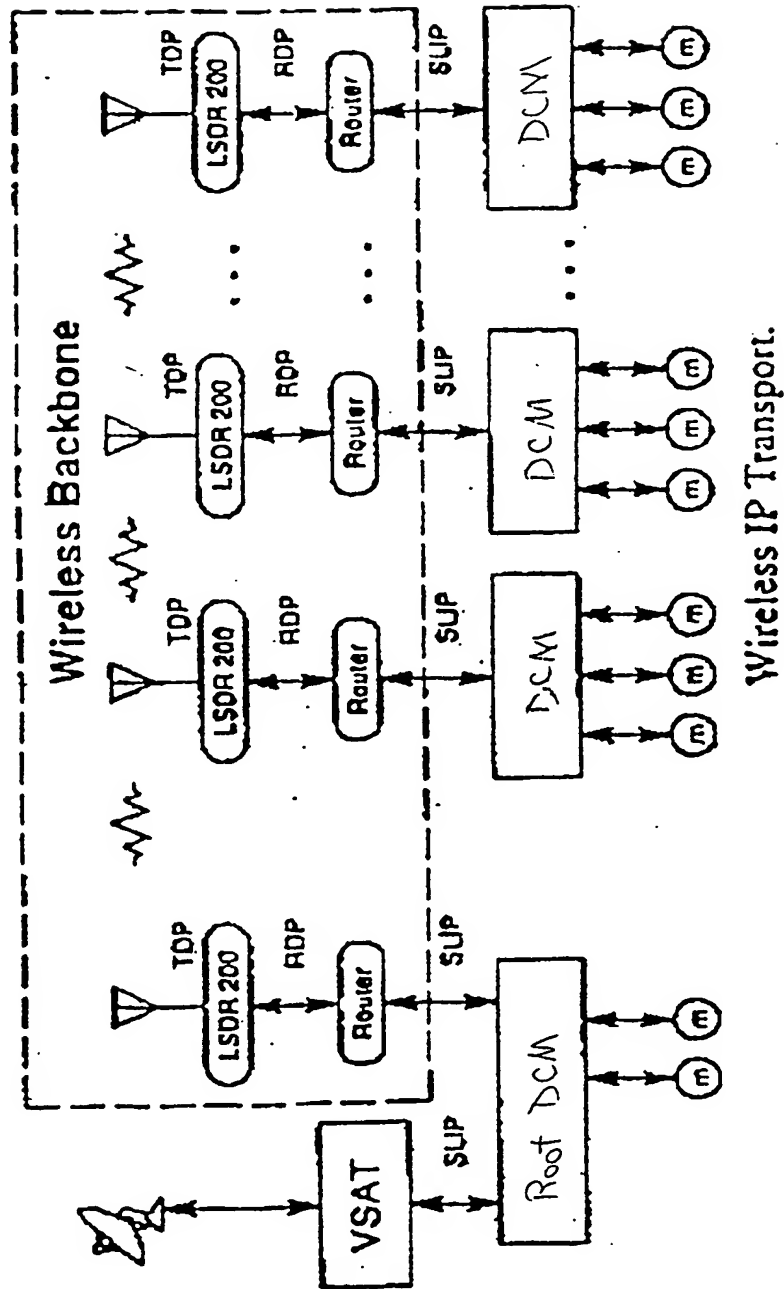 Wireless Backbone
TDP TDP TDP TDP
LSDR 200 LSDR 200 LSDR 200 LSDR 200
RDP RDP RDP RDP
VSAT Router Router Router Router
SLIP SLIP SLIP SLIP SLIP
Root DCM DCM DCM DCM
m m m m m m m m m m m
Wireless IP Transport.